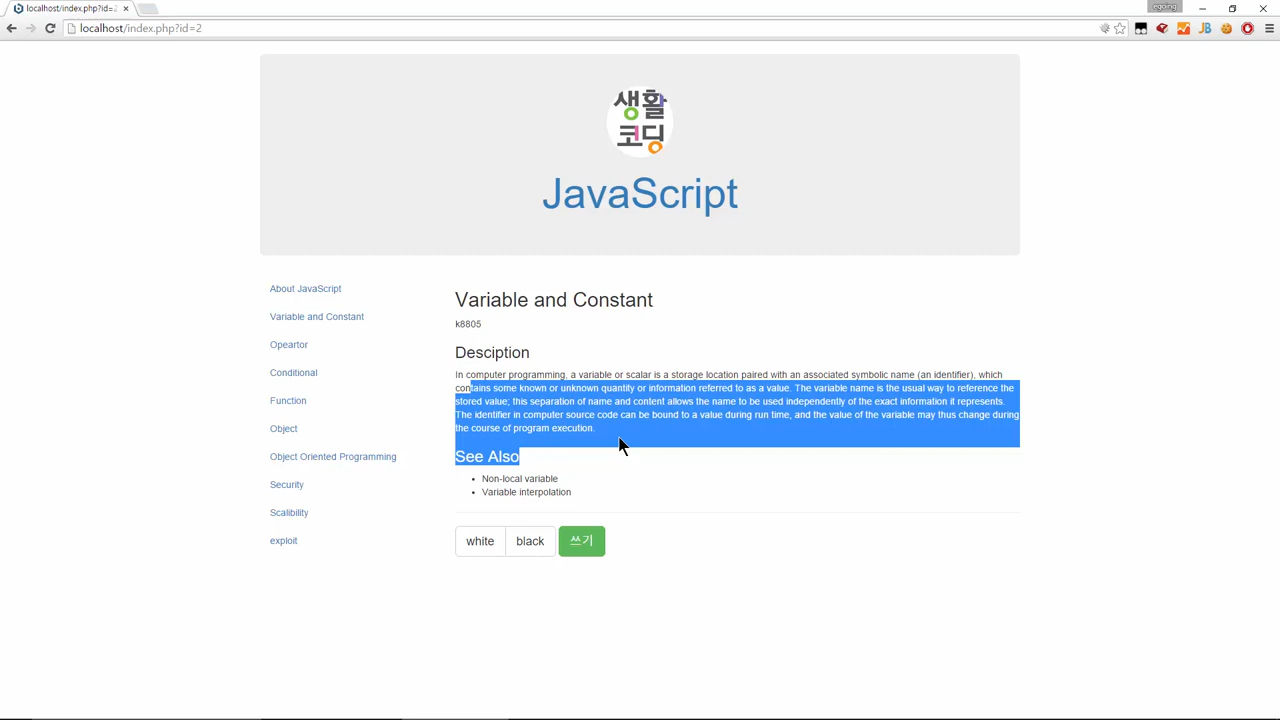 localhost/index.php?id=2
egoing
localhost/index.php?id=2
생활
코딩
JavaScript
About JavaScript
Variable and Constant
Opeartor
Conditional
Function
Object
Object Oriented Programming
Security
Scalibility
exploit
Variable and Constant
k8805
Desciption
In computer programming, a variable or scalar is a storage location paired with an associated symbolic name (an identifier), which
contains some known or unknown quantity or information referred to as a value. The variable name is the usual way to reference the
stored value; this separation of name and content allows the name to be used independently of the exact information it represents.
The identifier in computer source code can be bound to a value during run time, and the value of the variable may thus change during
the course of program execution.
See Also
• Non-local variable
• Variable interpolation
white black 쓰기